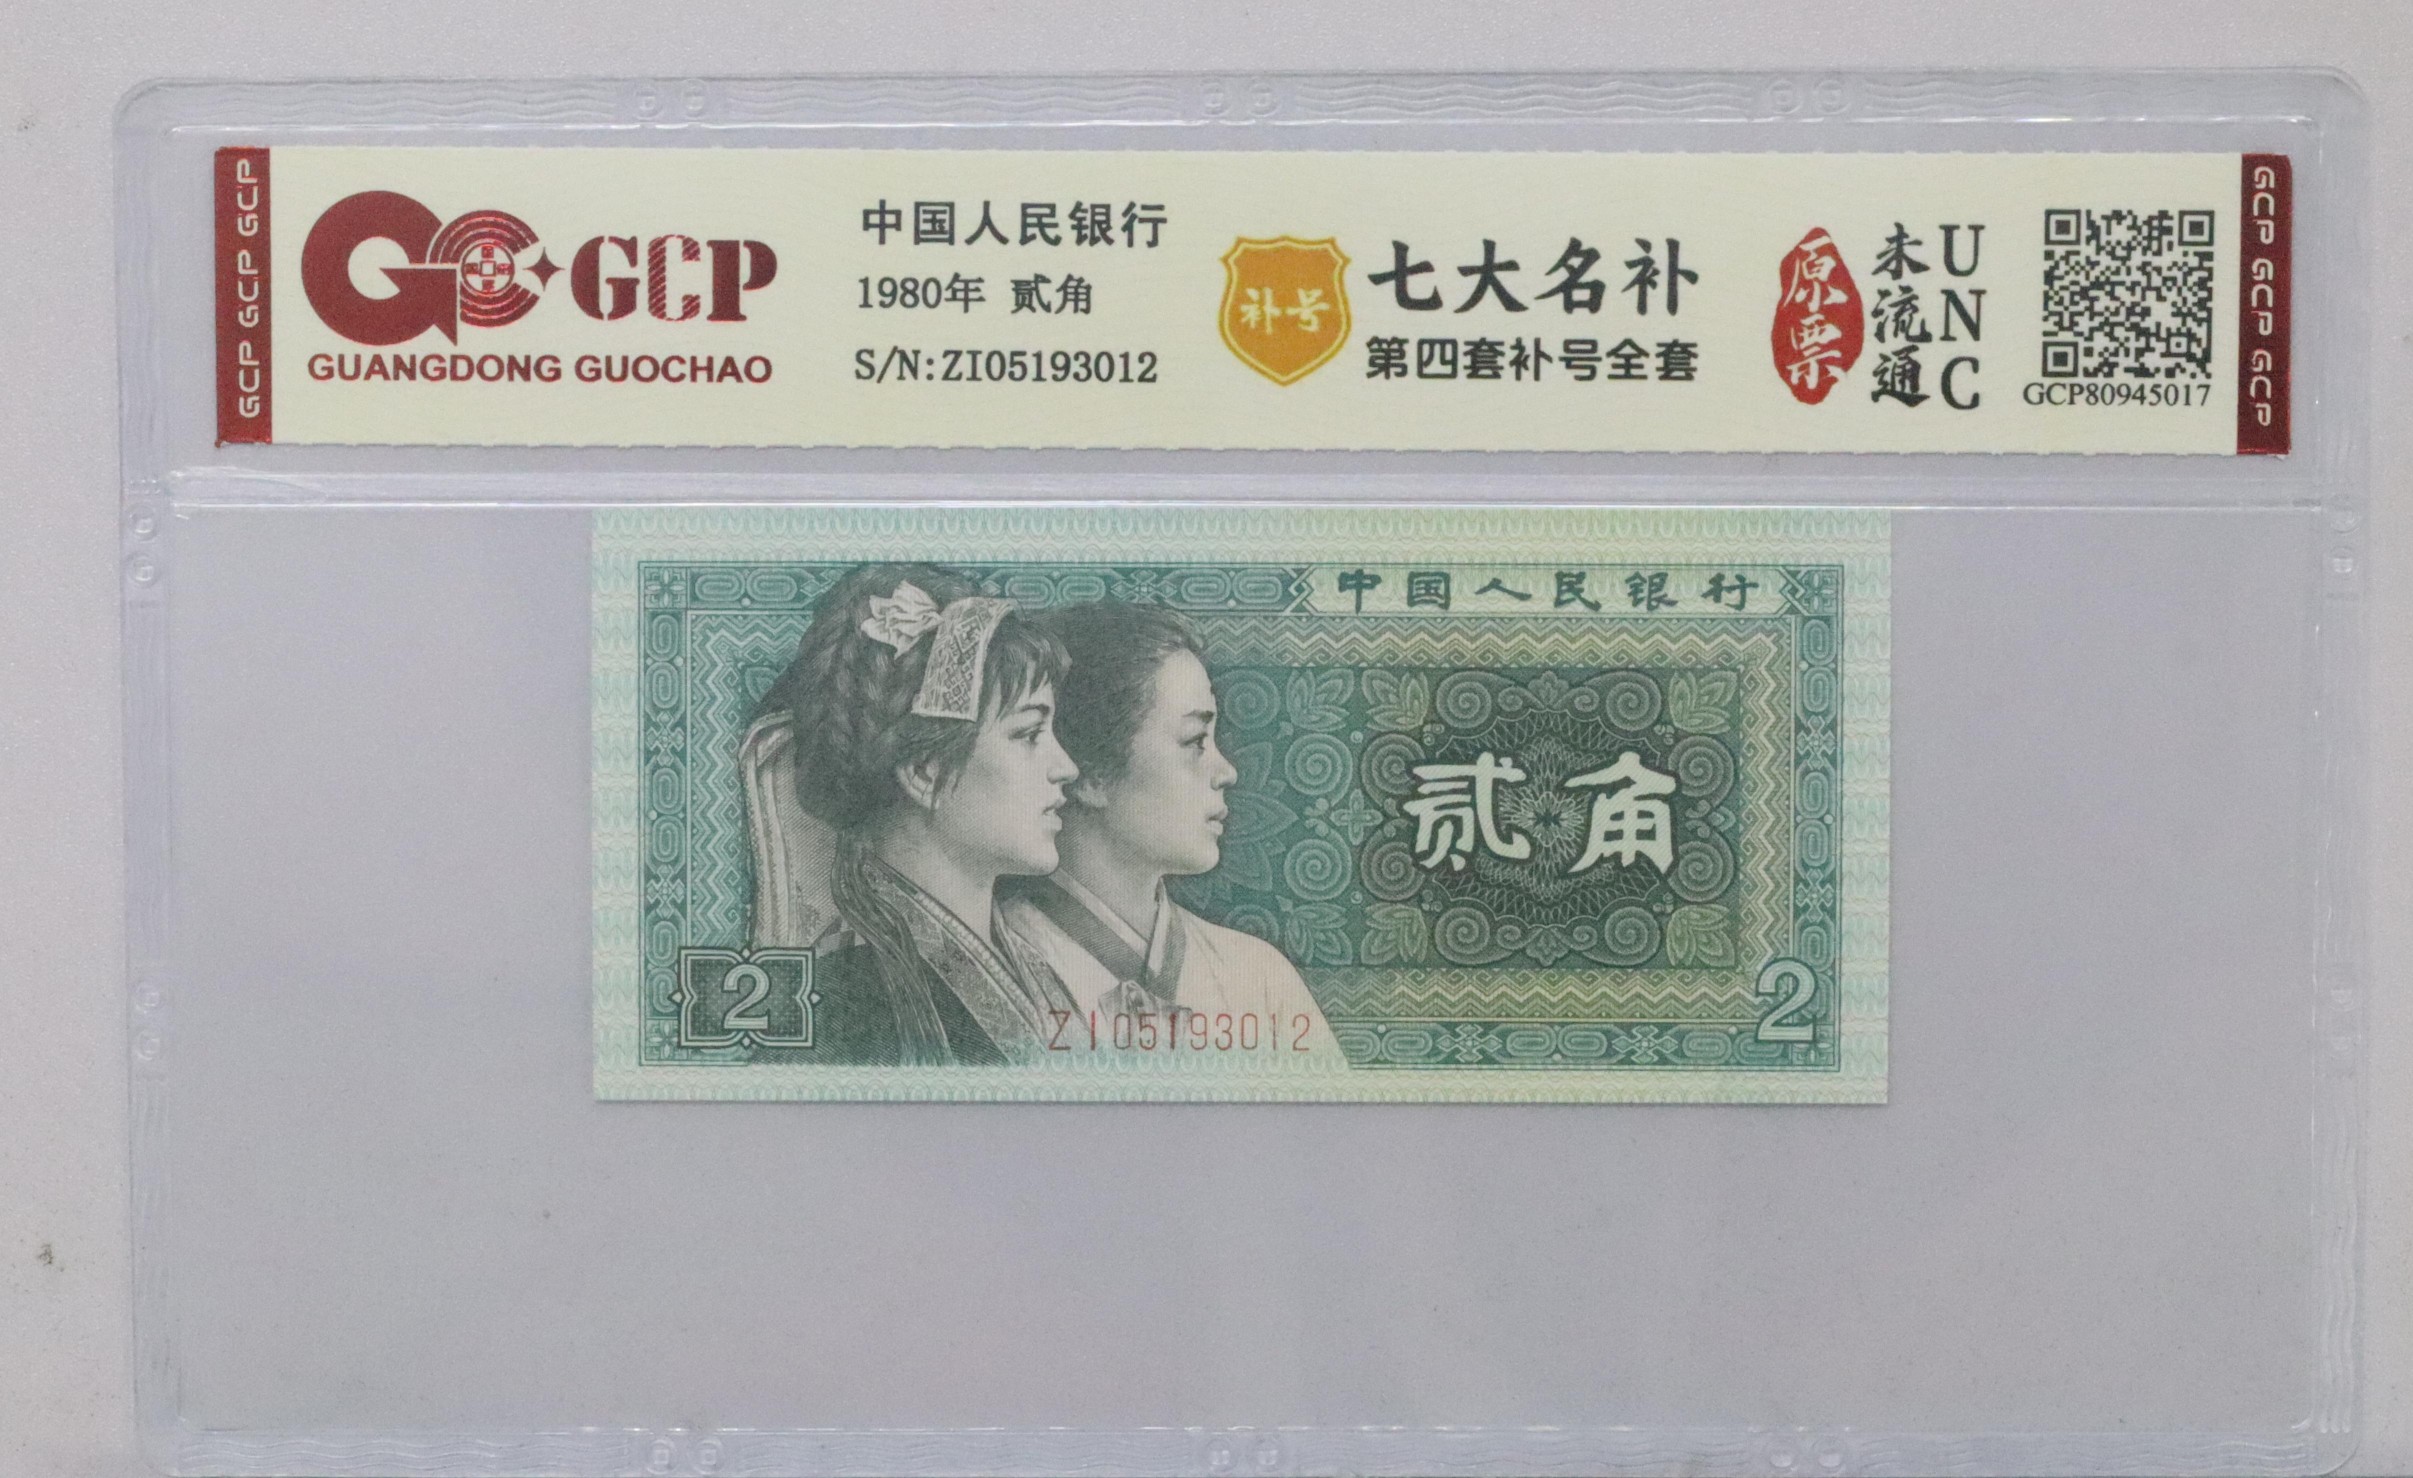 GCP GCP GCP
GCP
GUANGDONG GUOCHAO
中国人民银行
1980年 贰角
S/N:ZI05193012
补号
七大名补
第四套补号全套
原票
未流通
UNC
GCP80945017
GCP GCP GCP
中国人民银行
贰角
2
ZI05193012
2